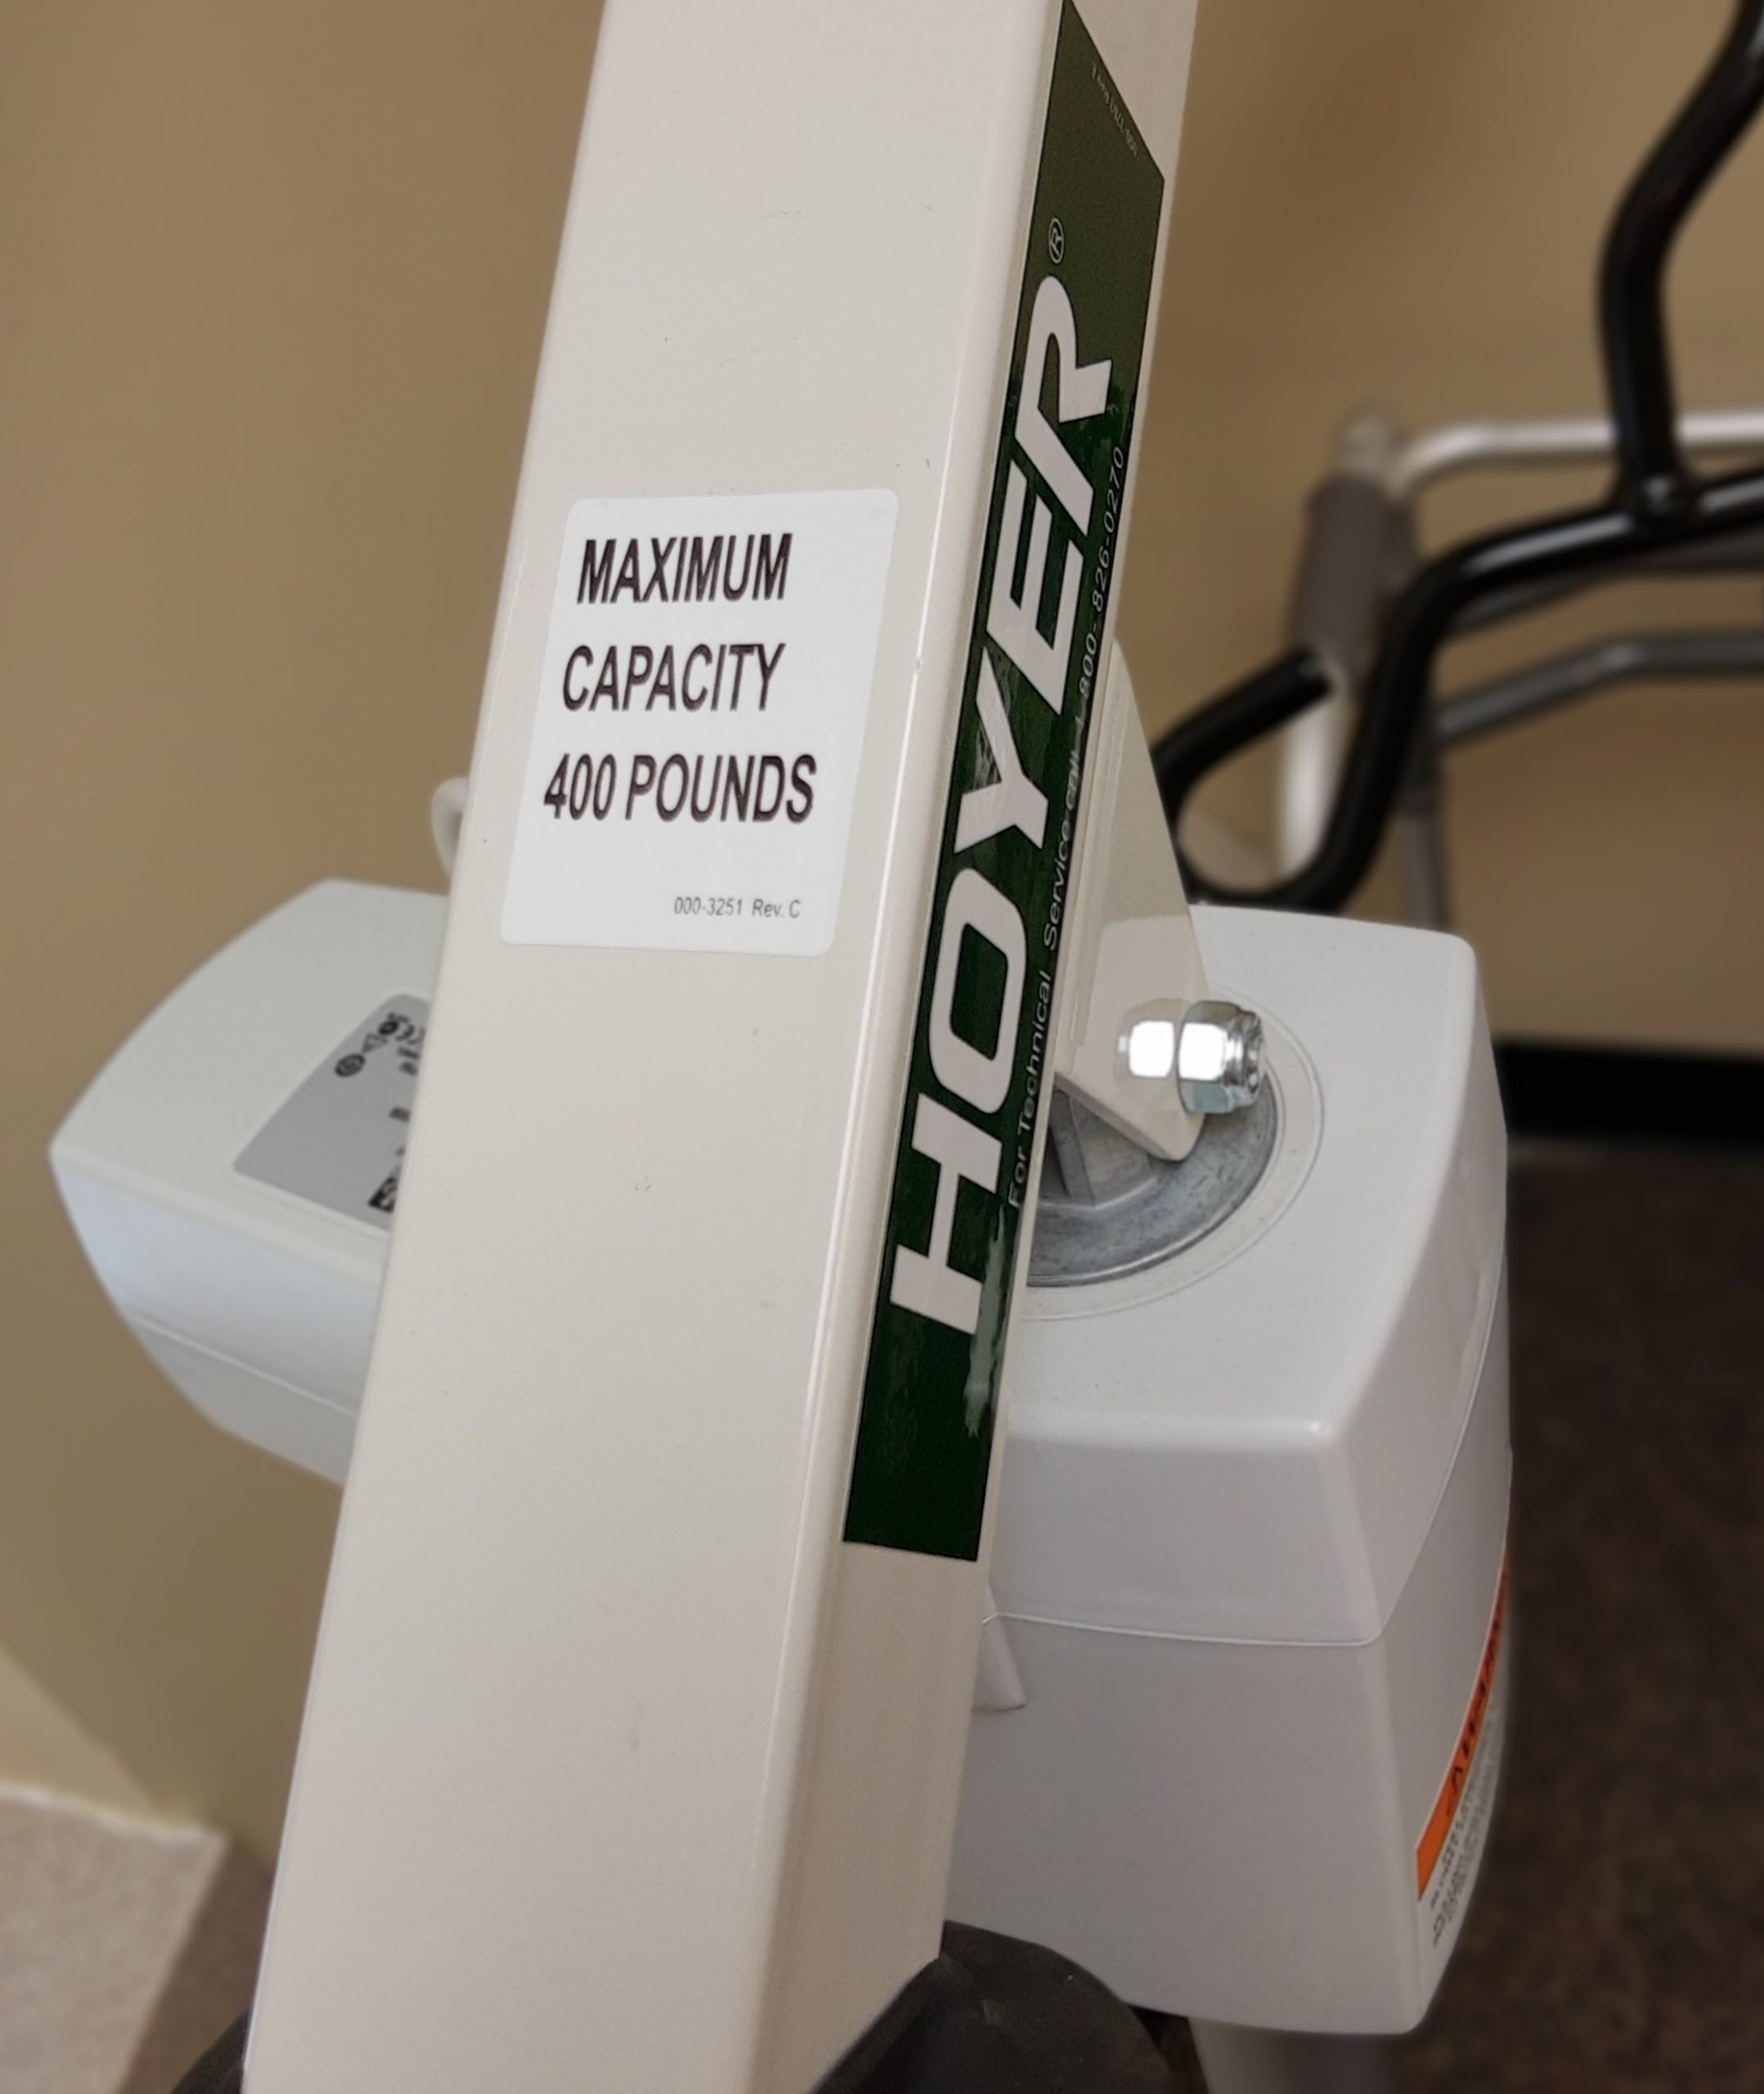 MAXIMUM
CAPACITY
400 POUNDS
000-3251 Rev. C
HOYER®
For Technical Service call 1-800-826-0270